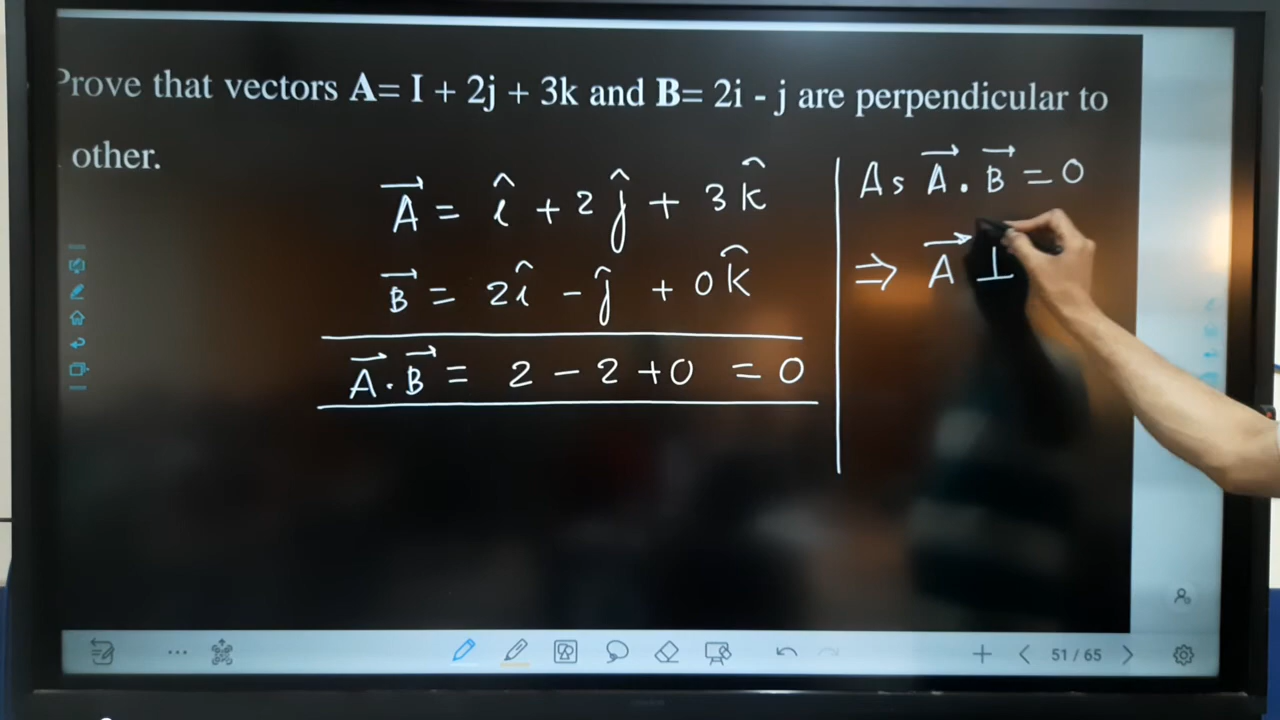 Prove that vectors A= I + 2j + 3k and B= 2i - j are perpendicular to
other.
A⃗ = î + 2ĵ + 3k̂
B⃗ = 2î - ĵ + 0k̂
A⃗ . B⃗ = 2 - 2 + 0 = 0
As A⃗ . B⃗ = 0
⇒ A⃗ ⊥
51 / 65